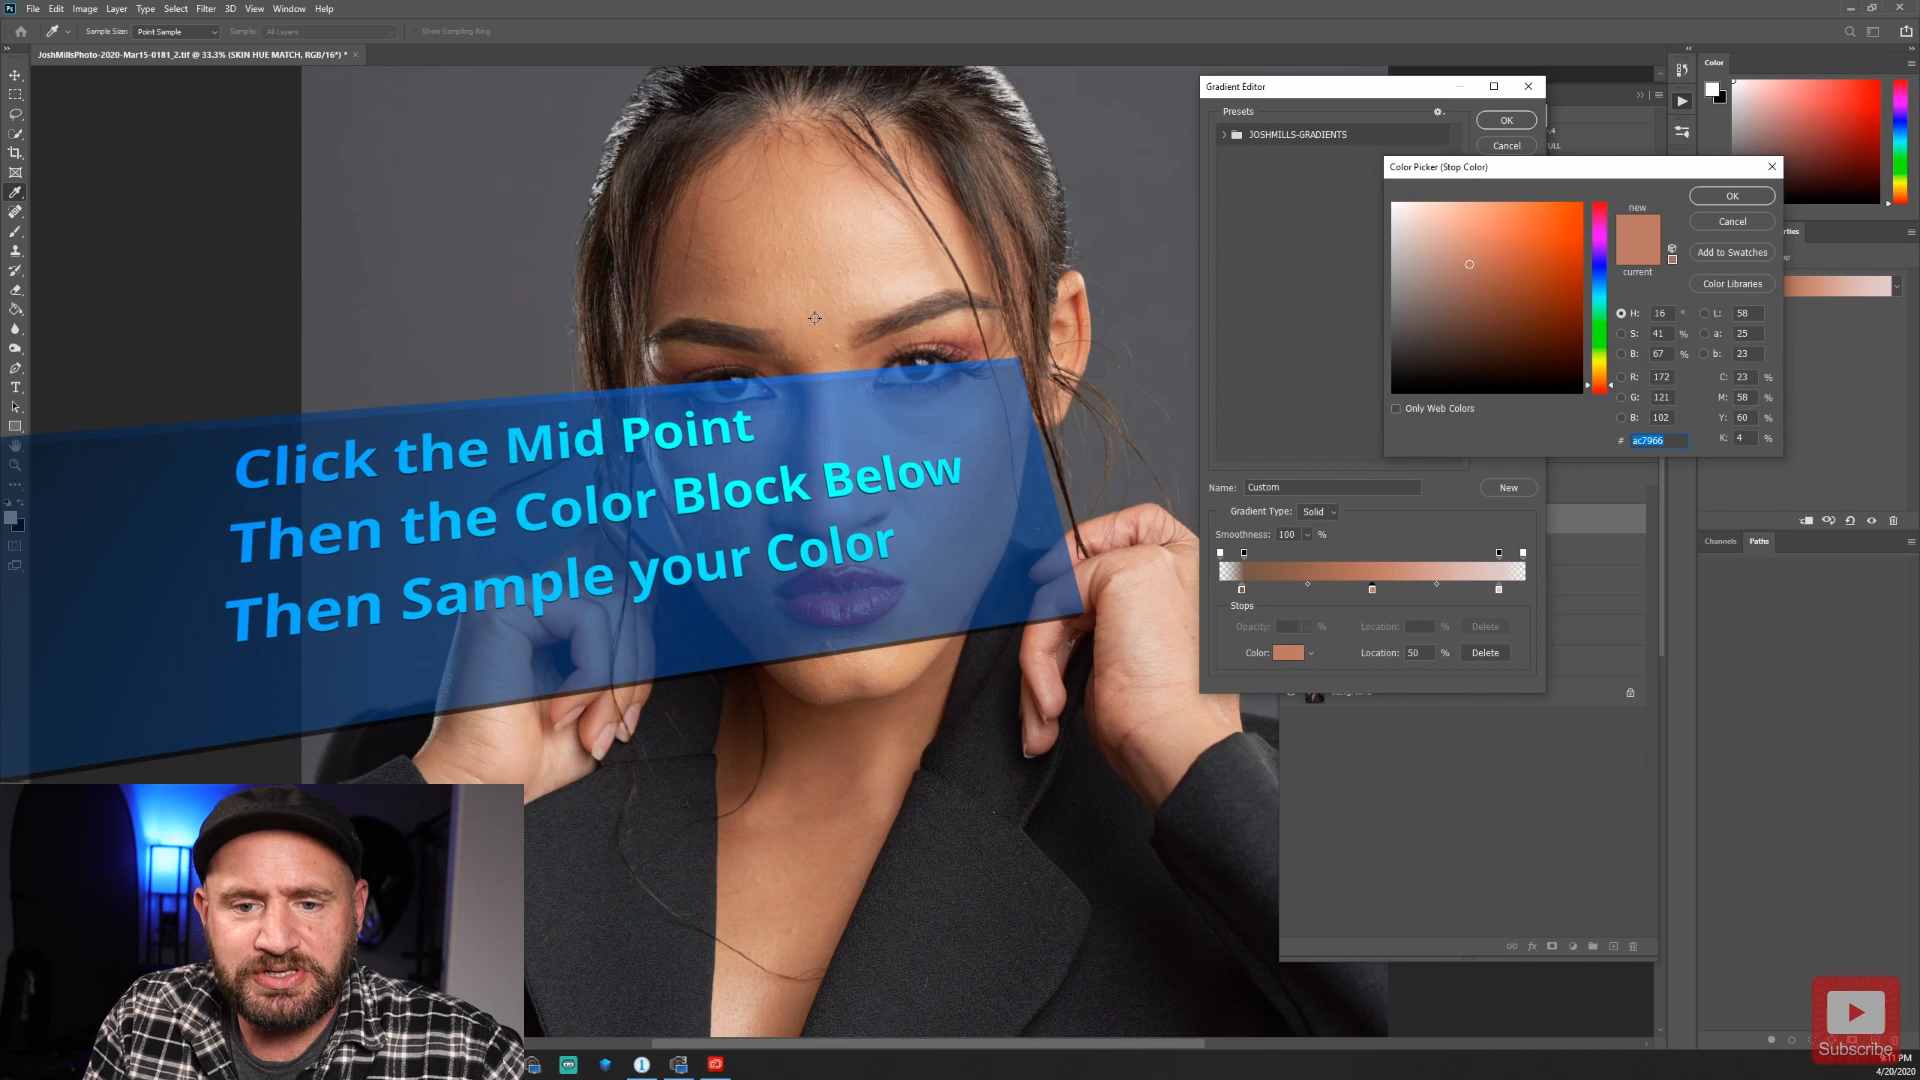 File Edit Image Layer Type Select Filter 3D View Window Help
Sample Size: Point Sample Sample: All Layers Show Sampling Ring
JoshMillsPhoto-2020-Mar15-0181_2.tif @ 33.3% (SKIN HUE MATCH, RGB/16*) *
Color
Gradient Editor
Presets
JOSHMILLS-GRADIENTS
OK
Cancel
Color Picker (Stop Color)
new
current
OK
Cancel
Add to Swatches
Color Libraries
H: 16 ° L: 58
S: 41 % a: 25
B: 67 % b: 23
R: 172 C: 23 %
G: 121 M: 58 %
B: 102 Y: 60 %
# ac7966 K: 4 %
Only Web Colors
Name: Custom New
Gradient Type: Solid
Smoothness: 100 %
Stops
Opacity: % Location: % Delete
Color: Location: 50 % Delete
Channels Paths
Click the Mid Point
Then the Color Block Below
Then Sample your Color
Subscribe
9:11 PM
4/20/2020